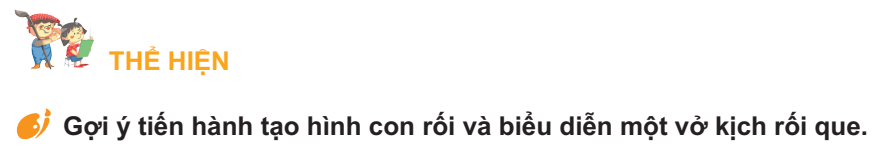 THỂ HIỆN
Gợi ý tiến hành tạo hình con rối và biểu diễn một vở kịch rối que.